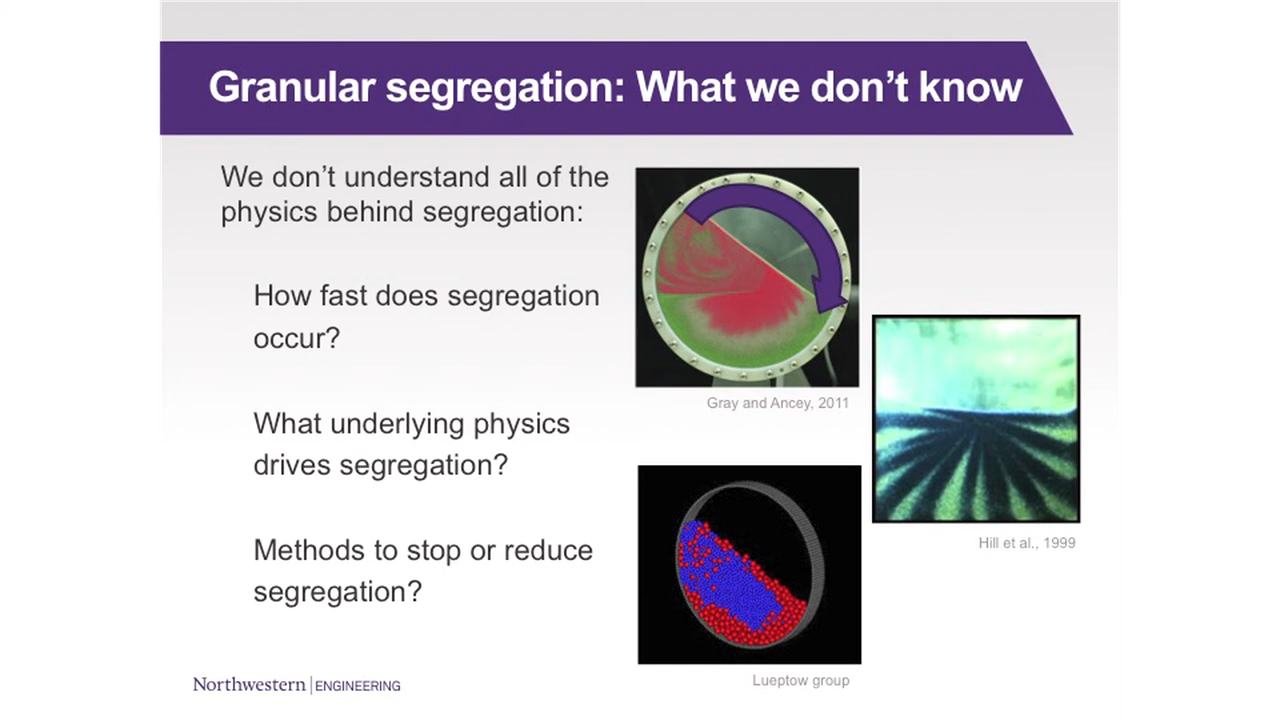 Granular segregation: What we don’t know
We don’t understand all of the
physics behind segregation:
How fast does segregation
occur?
What underlying physics
drives segregation?
Methods to stop or reduce
segregation?
Gray and Ancey, 2011
Hill et al., 1999
Lueptow group
Northwestern | ENGINEERING